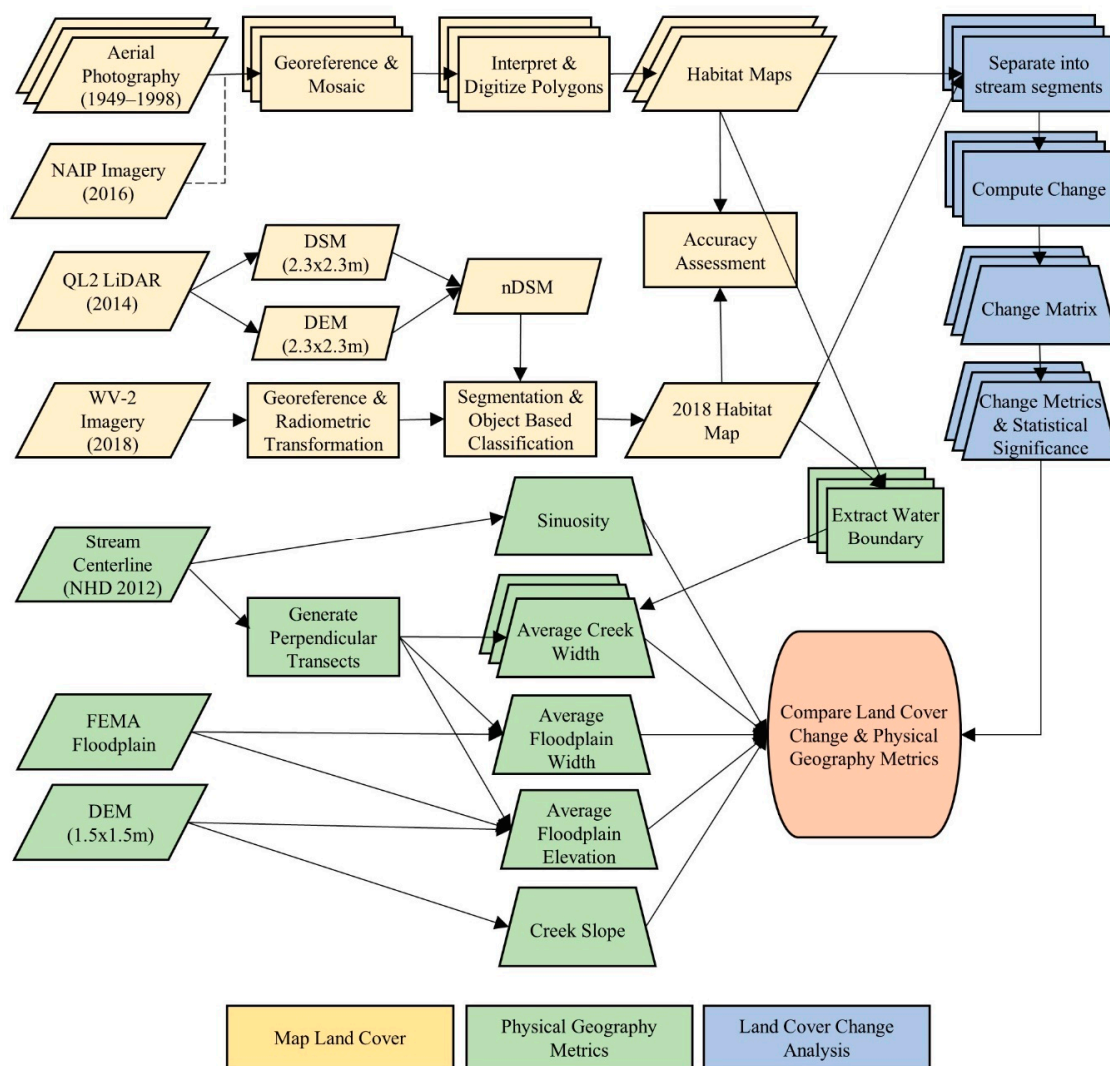 Aerial
Photography
(1949–1998)
Georeference &
Mosaic
Interpret &
Digitize Polygons
Habitat Maps
Separate into
stream segments
NAIP Imagery
(2016)
Compute Change
DSM
(2.3x2.3m)
Accuracy
Assessment
QL2 LiDAR
(2014)
nDSM
Change Matrix
DEM
(2.3x2.3m)
WV-2
Imagery
(2018)
Georeference &
Radiometric
Transformation
Segmentation &
Object Based
Classification
2018 Habitat
Map
Change Metrics
& Statistical
Significance
Sinuosity
Extract Water
Boundary
Stream
Centerline
(NHD 2012)
Generate
Perpendicular
Transects
Average Creek
Width
FEMA
Floodplain
Average
Floodplain
Width
Compare Land Cover
Change & Physical
Geography Metrics
DEM
(1.5x1.5m)
Average
Floodplain
Elevation
Creek Slope
Map Land Cover
Physical Geography
Metrics
Land Cover Change
Analysis